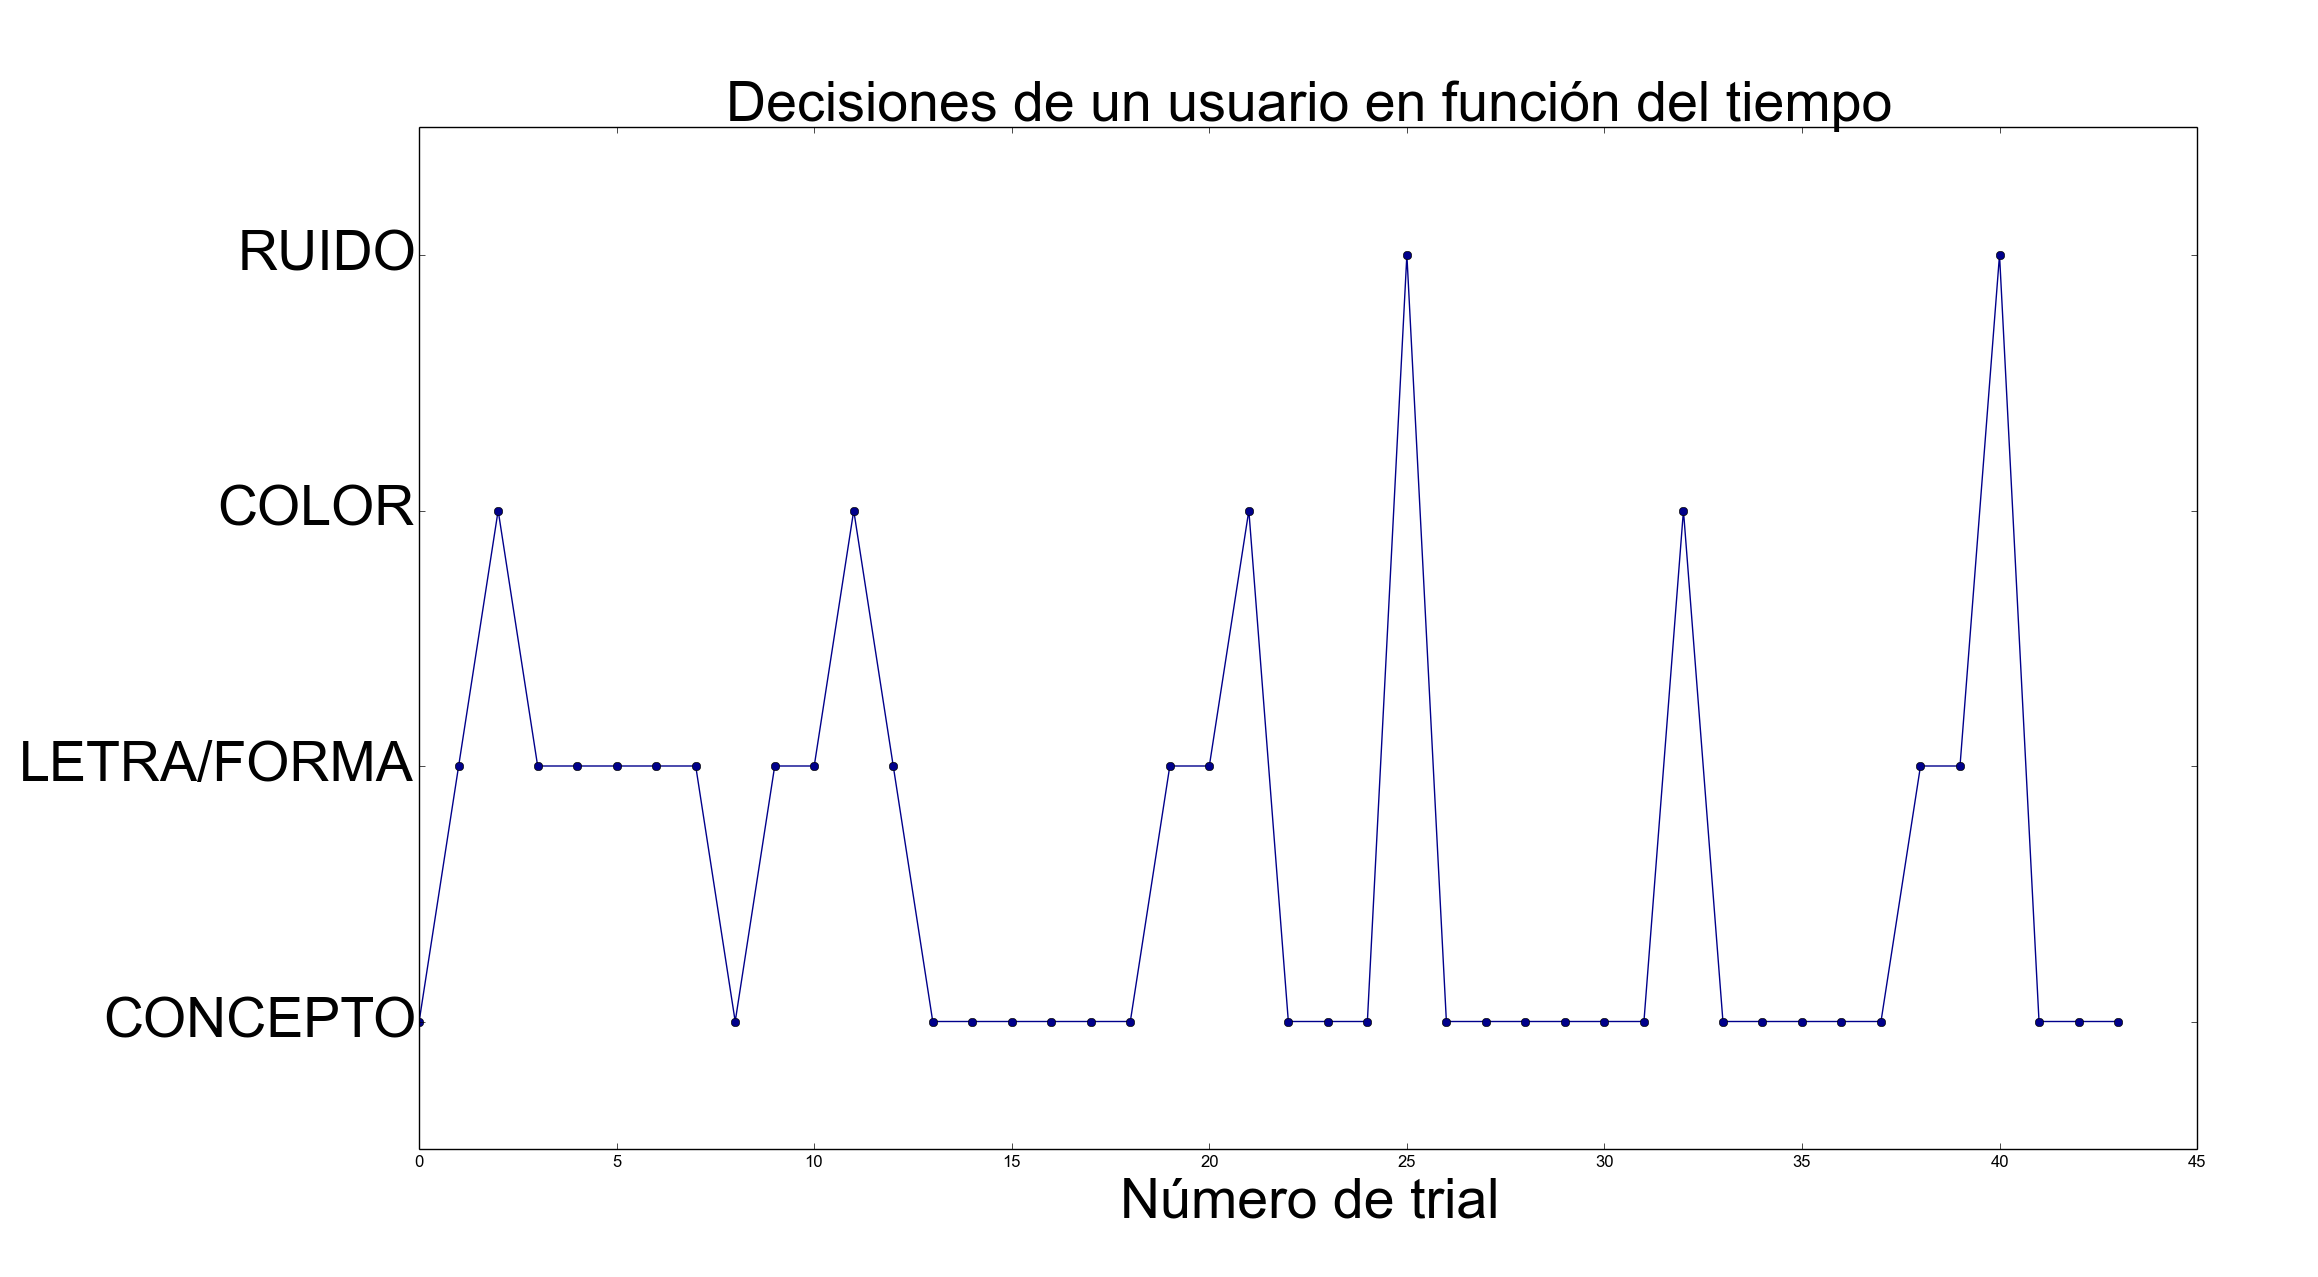 Decisiones de un usuario en función del tiempo
RUIDO
COLOR
LETRA/FORMA
CONCEPTO
0 5 10 15 20 25 30 35 40 45
Número de trial